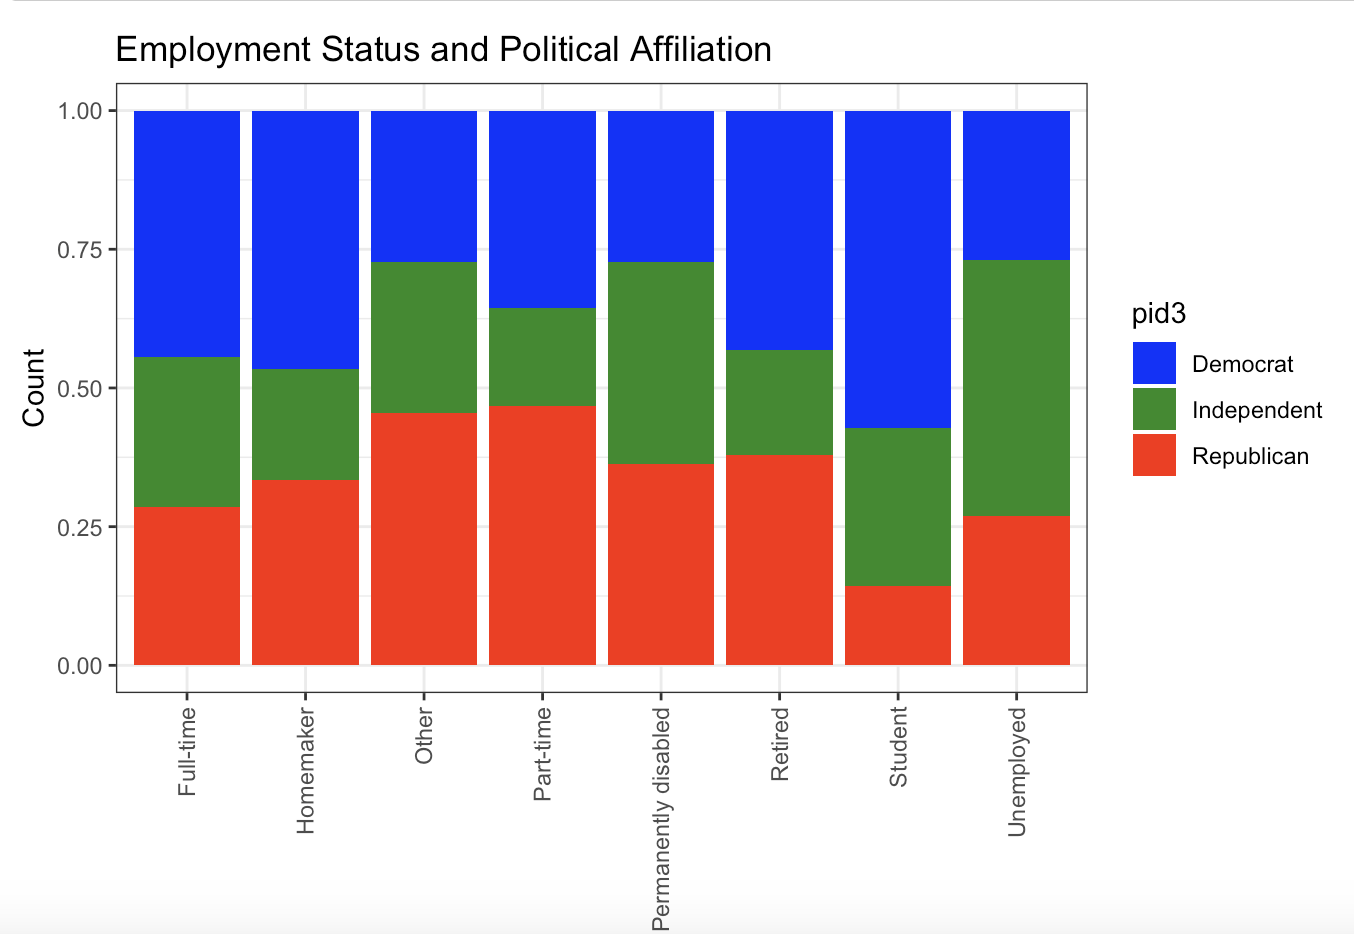 Employment Status and Political Affiliation
1.00
0.75
0.50
0.25
0.00
Count
Full-time
Homemaker
Other
Part-time
Permanently disabled
Retired
Student
Unemployed
pid3
Democrat
Independent
Republican